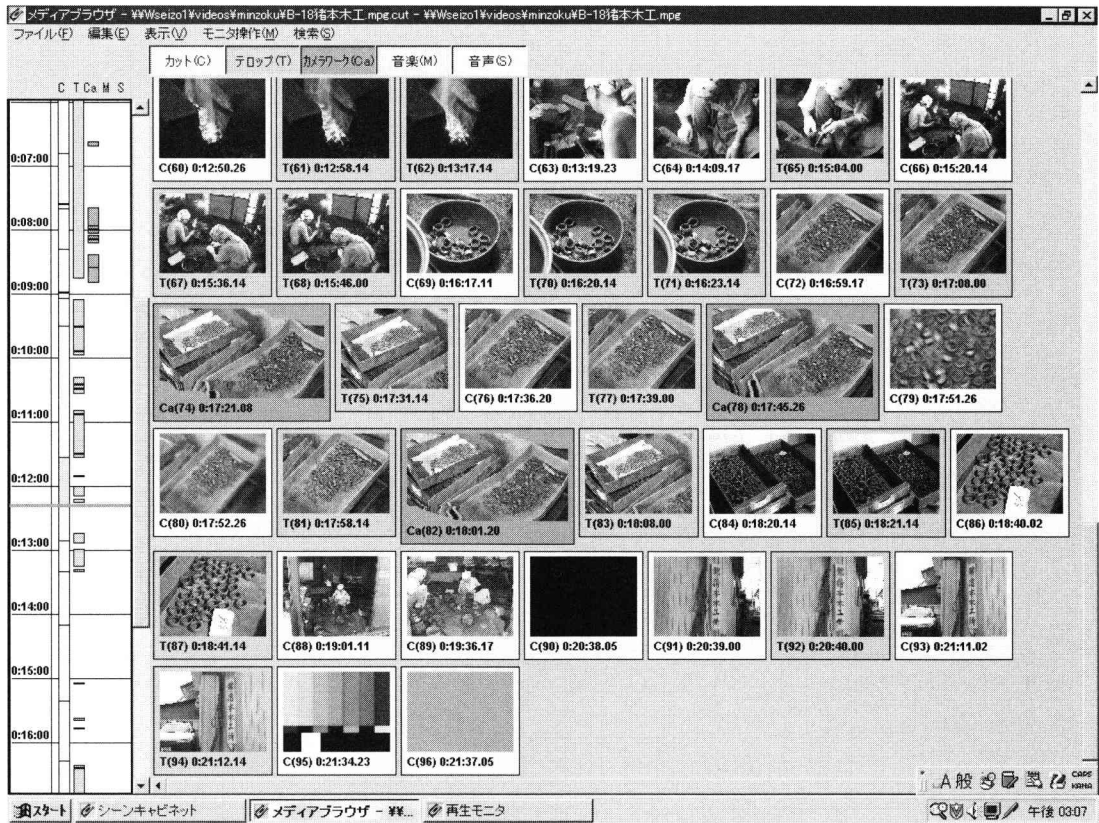 メディアブラウザ - ¥¥Wseizo1¥videos¥minzoku¥B-18猪本木工.mpg.cut - ¥¥Wseizo1¥videos¥minzoku¥B-18猪本木工.mpg
ファイル(F) 編集(E) 表示(V) モニタ操作(M) 検索(S)
カット(C) テロップ(T) カメラワーク(Ca) 音楽(M) 音声(S)
C T Ca M S
0:07:00
0:08:00
0:09:00
0:10:00
0:11:00
0:12:00
0:13:00
0:14:00
0:15:00
0:16:00
C(60) 0:12:50.26 T(61) 0:12:58.14 T(62) 0:13:17.14 C(63) 0:13:19.23 C(64) 0:14:09.17 T(65) 0:15:04.00 C(66) 0:15:20.14
T(67) 0:15:36.14 T(68) 0:15:46.00 C(69) 0:16:17.11 T(70) 0:16:20.14 T(71) 0:16:23.14 C(72) 0:16:59.17 T(73) 0:17:08.00
Ca(74) 0:17:21.08 T(75) 0:17:31.14 C(76) 0:17:36.20 T(77) 0:17:39.00 Ca(78) 0:17:45.26 C(79) 0:17:51.26
C(80) 0:17:52.26 T(81) 0:17:58.14 Ca(82) 0:18:01.20 T(83) 0:18:08.00 C(84) 0:18:20.14 T(85) 0:18:21.14 C(86) 0:18:40.02
T(87) 0:18:41.14 C(88) 0:19:01.11 C(89) 0:19:36.17 C(90) 0:20:38.05 C(91) 0:20:39.00 T(92) 0:20:40.00 C(93) 0:21:11.02
T(94) 0:21:12.14 C(95) 0:21:34.23 C(96) 0:21:37.05
A 般 CAPS
KANA
スタート シーンキャビネット メディアブラウザ - ¥¥... 再生モニタ 午後 03:07